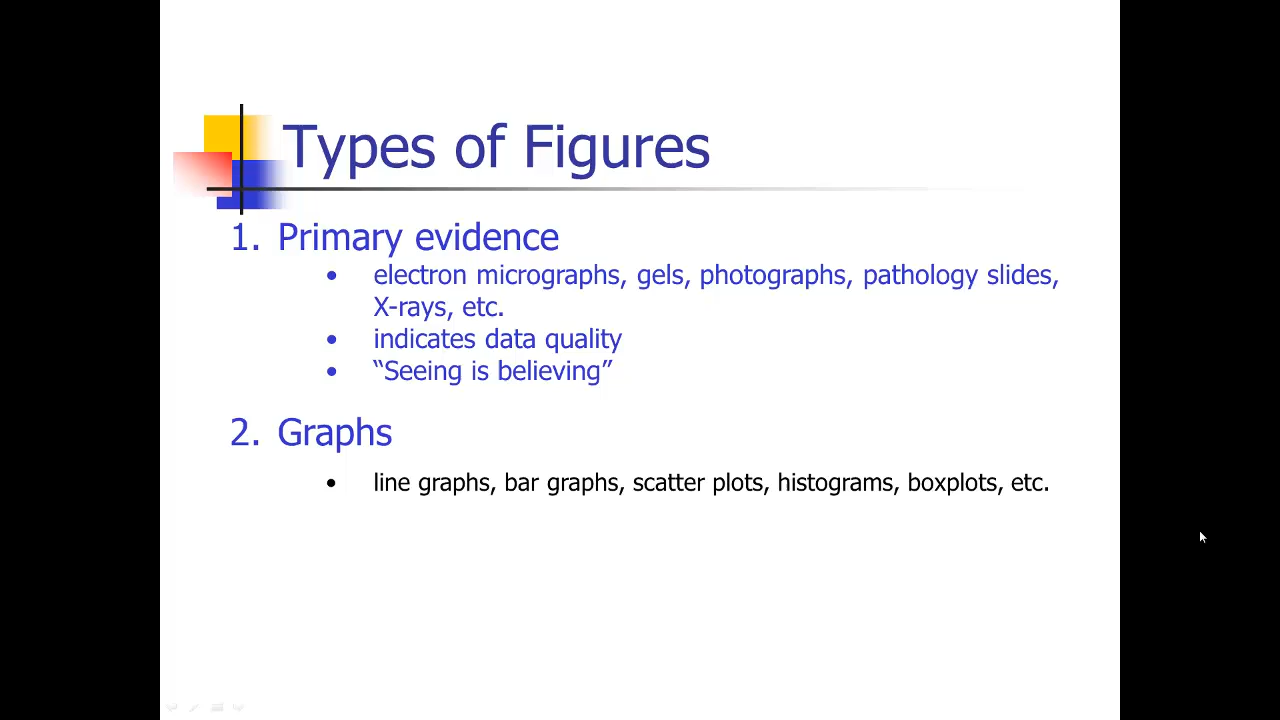 Types of Figures
1. Primary evidence
• electron micrographs, gels, photographs, pathology slides,
X-rays, etc.
• indicates data quality
• “Seeing is believing”
2. Graphs
• line graphs, bar graphs, scatter plots, histograms, boxplots, etc.